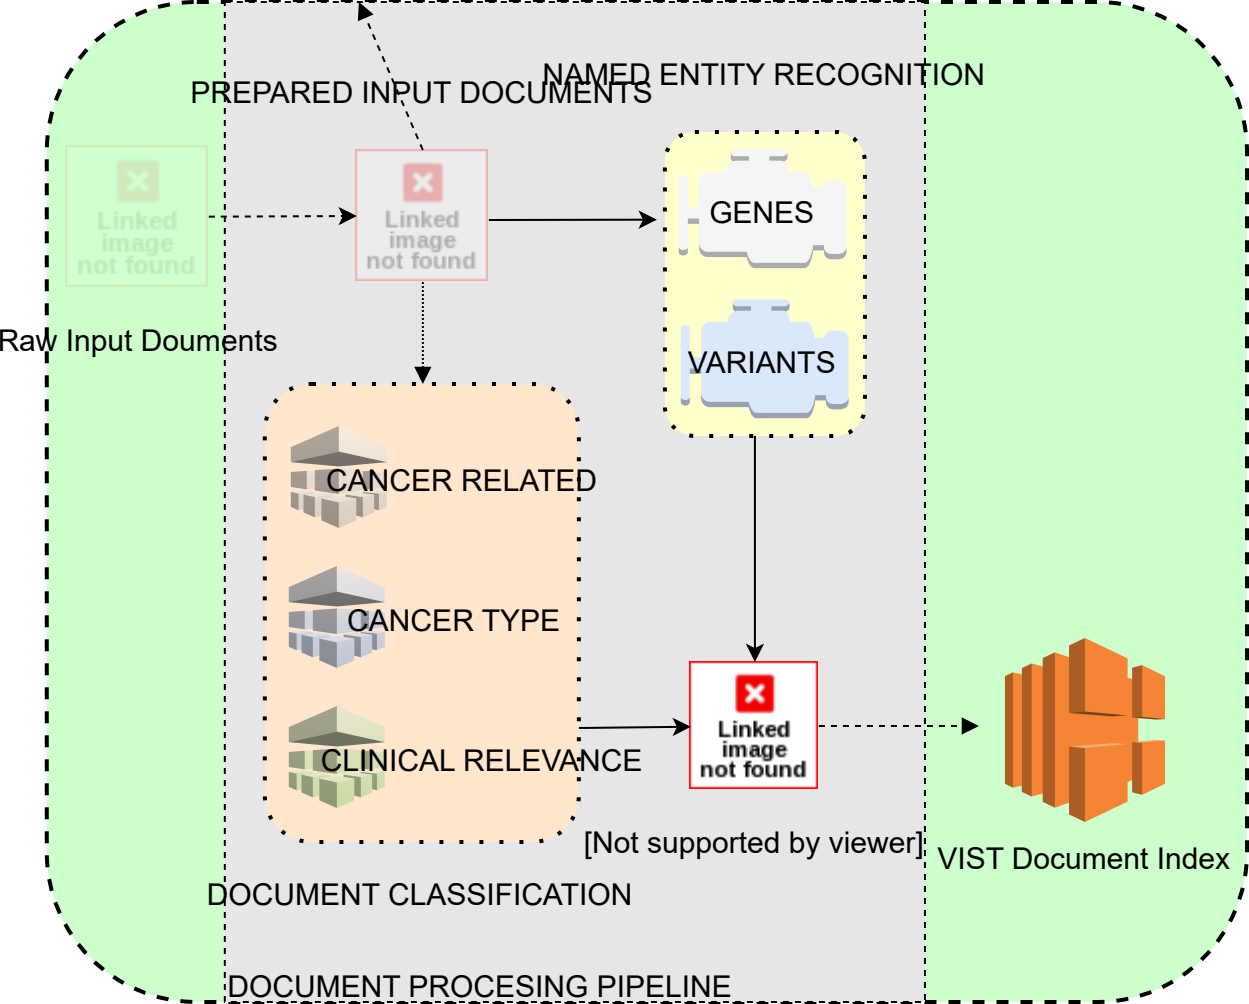 NAMED ENTITY RECOGNITION
PREPARED INPUT DOCUMENTS
Linked
image
not found
Linked
image
not found
GENES
Raw Input Douments
VARIANTS
CANCER RELATED
CANCER TYPE
CLINICAL RELEVANCE
Linked
image
not found
[Not supported by viewer]
VIST Document Index
DOCUMENT CLASSIFICATION
DOCUMENT PROCESING PIPELINE